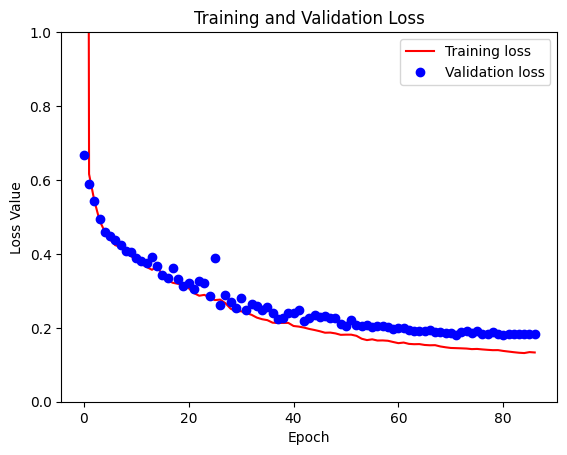 Training and Validation Loss
Training loss
Validation loss
1.0
0.8
0.6
0.4
0.2
0.0
Loss Value
0
20
40
60
80
Epoch